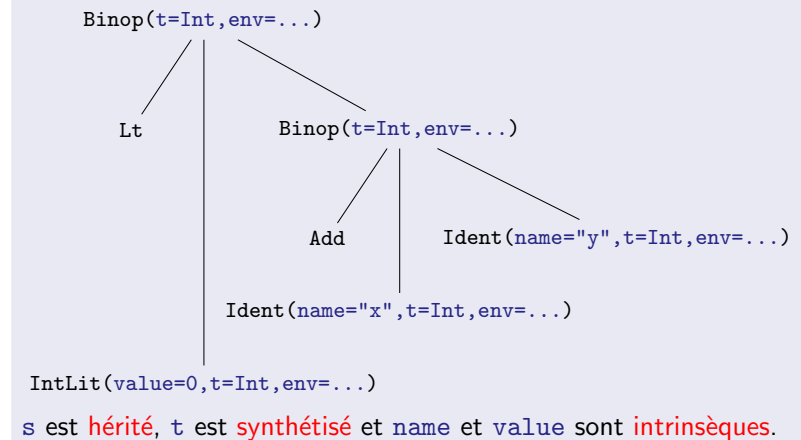 Binop(t=Int,env=...)
Lt
Binop(t=Int,env=...)
Add
Ident(name="y",t=Int,env=...)
Ident(name="x",t=Int,env=...)
IntLit(value=0,t=Int,env=...)
s est hérité, t est synthétisé et name et value sont intrinsèques.